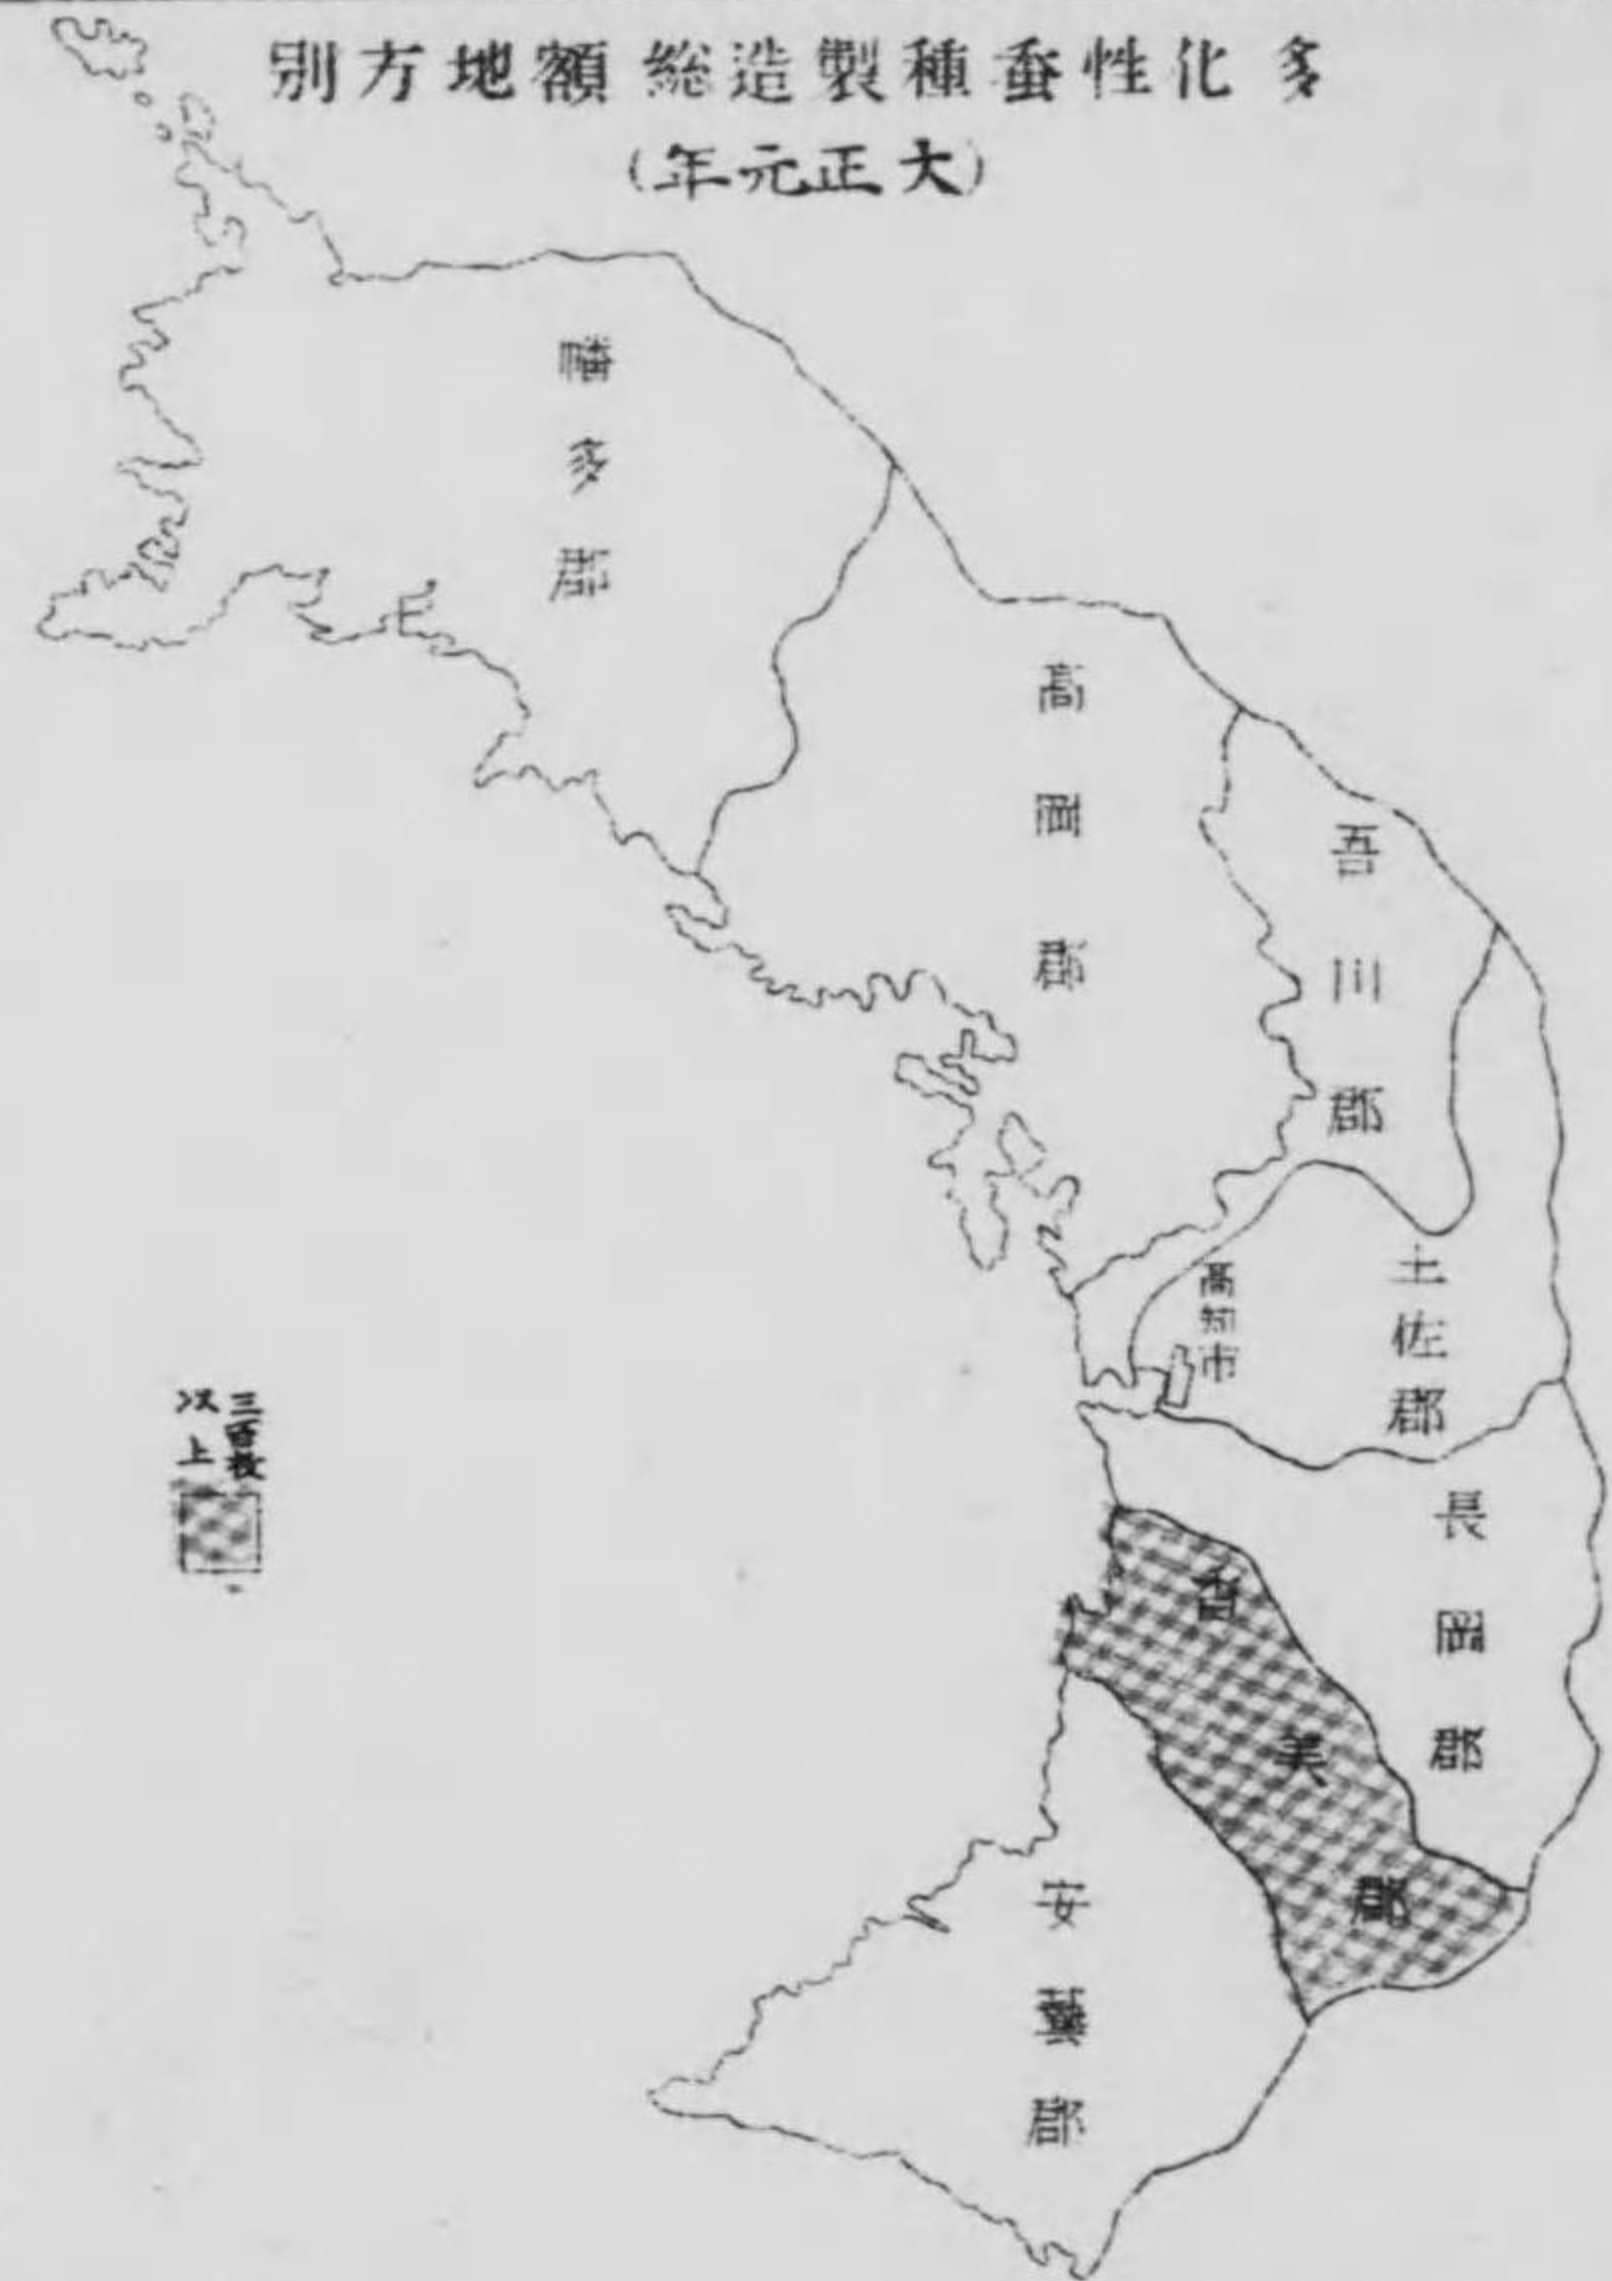 多化性蚕種製造総額地方別
(大正元年)
幡多郡
高岡郡
吾川郡
土佐郡
高知市
長岡郡
香美郡
安藝郡
三百枚
以上